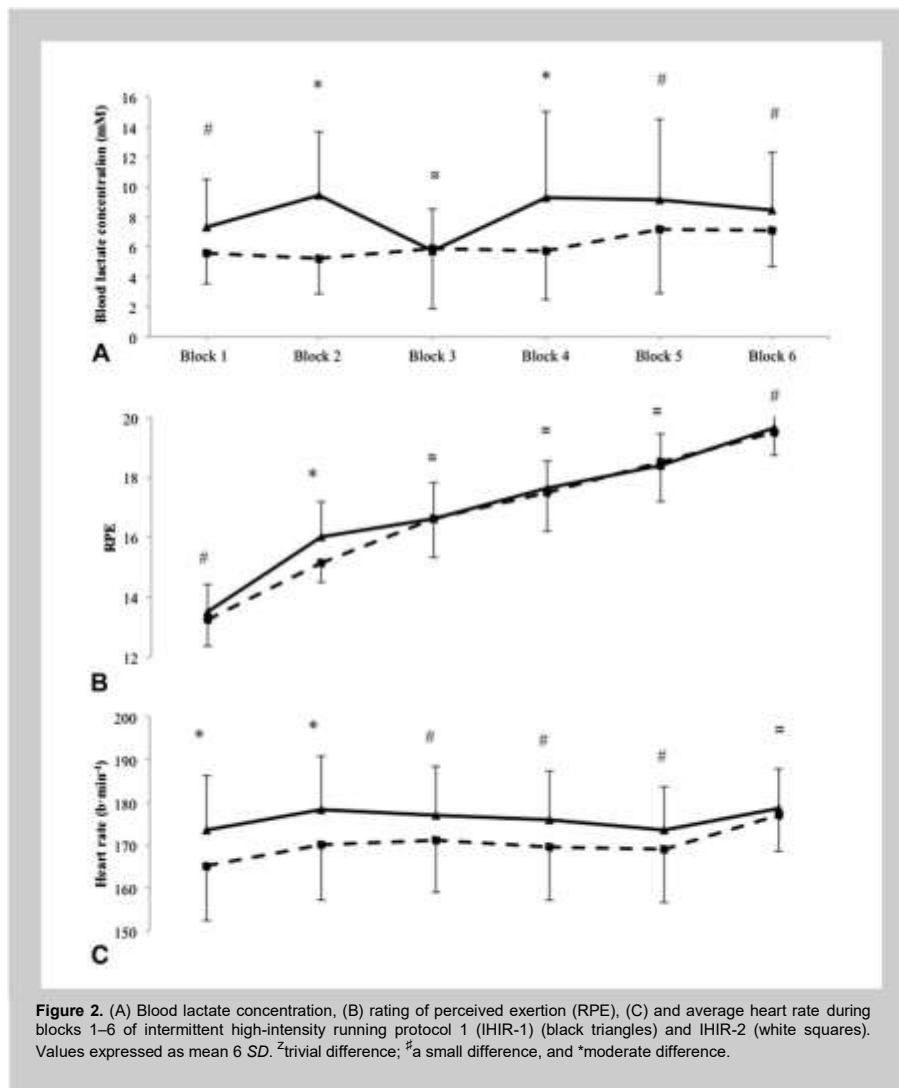 * * #
16
14 # #
12
¤
10
8
6
4
2
0
Blood lactate concentration (mM)
A Block 1 Block 2 Block 3 Block 4 Block 5 Block 6
20 #
=
=
18
*
=
16
RPE
#
14
12
B
200
* * # # # =
190
180
170
160
150
Heart rate (b·min⁻¹)
C
Figure 2. (A) Blood lactate concentration, (B) rating of perceived exertion (RPE), (C) and average heart rate during
blocks 1–6 of intermittent high-intensity running protocol 1 (IHIR-1) (black triangles) and IHIR-2 (white squares).
Values expressed as mean 6 SD. ᶻtrivial difference; ♯a small difference, and *moderate difference.